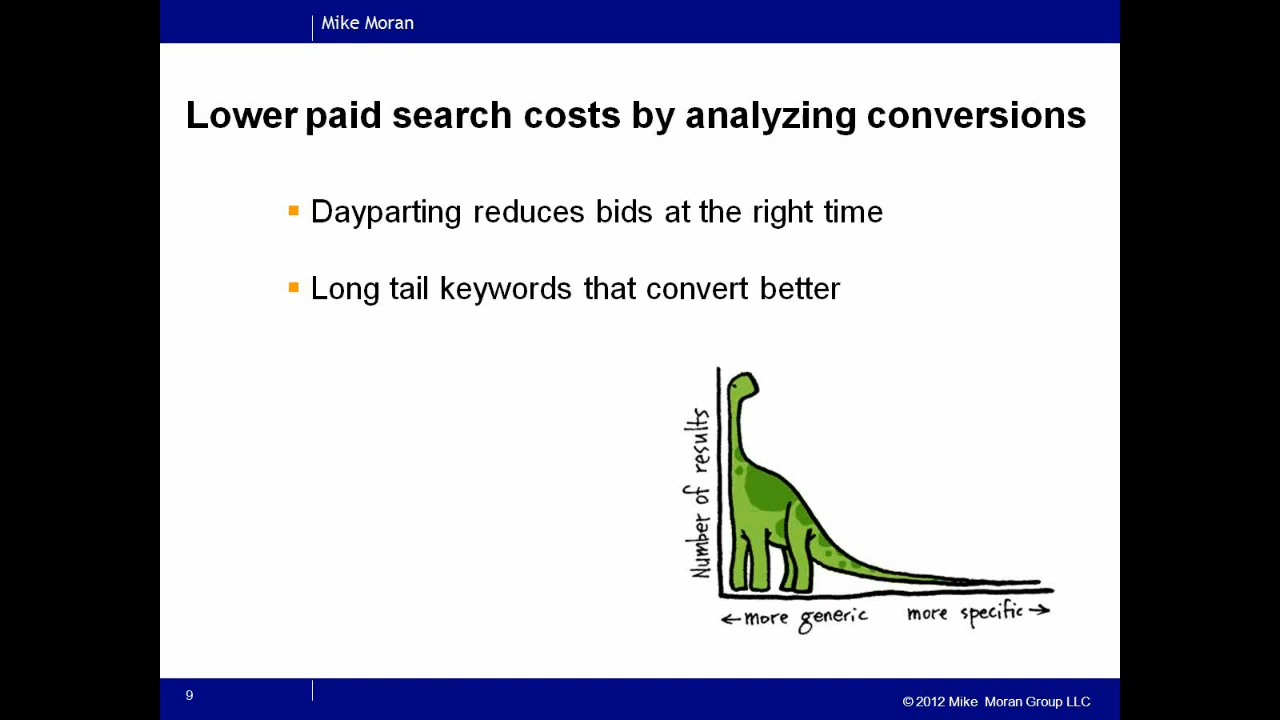 Mike Moran
Lower paid search costs by analyzing conversions
Dayparting reduces bids at the right time
Long tail keywords that convert better
Number of results
←more generic more specific→
9
© 2012 Mike Moran Group LLC